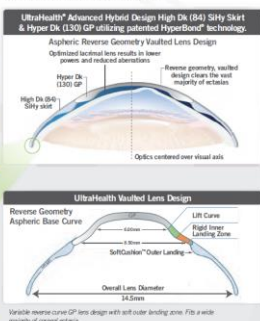 UltraHealth® Advanced Hybrid Design High Dk (84) SiHy Skirt
& Hyper Dk (130) GP utilizing patented HyperBond® technology.
Aspheric Reverse Geometry Vaulted Lens Design
Optimized lacrimal lens results in lower
powers and reduced aberrations
Hyper Dk
(130) GP
Reverse geometry, vaulted
design clears the vast
majority of ectasias
High Dk (84)
SiHy skirt
Optics centered over visual axis
UltraHealth Vaulted Lens Design
Reverse Geometry
Aspheric Base Curve
Lift Curve
Rigid Inner
Landing Zone
SoftCushion™ Outer Landing
Overall Lens Diameter
14.5mm
Variable reverse curve GP lens design with soft outer landing zone. Fits a wide